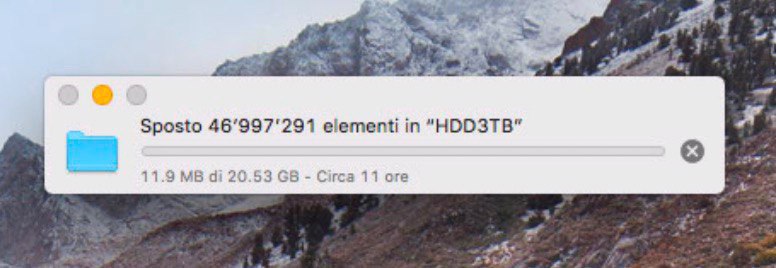 Sposto 46’997’291 elementi in “HDD3TB”
11.9 MB di 20.53 GB - Circa 11 ore